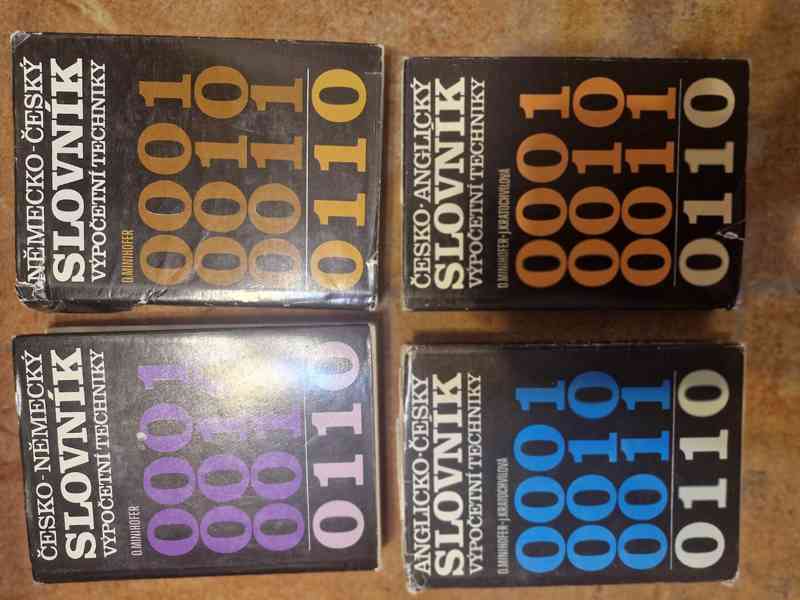 NĚMECKO·ČESKÝ
SLOVNÍK
VÝPOČETNÍ TECHNIKY
O.MINIHOFER
0001
0010
0011
0110
ČESKO·ANGLICKÝ
SLOVNÍK
VÝPOČETNÍ TECHNIKY
O.MINIHOFER-J.KRATOCHVÍLOVÁ
0001
0010
0011
0110
ČESKO·NĚMECKÝ
SLOVNÍK
VÝPOČETNÍ TECHNIKY
O.MINIHOFER
0001
0010
0011
0110
ANGLICKO·ČESKÝ
SLOVNÍK
VÝPOČETNÍ TECHNIKY
O.MINIHOFER-J.KRATOCHVÍLOVÁ
0001
0010
0011
0110